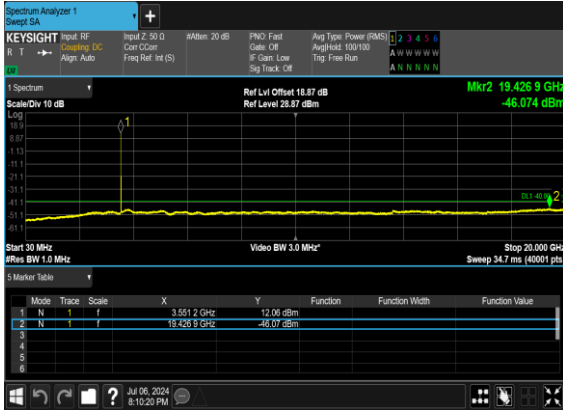 Spectrum Analyzer 1
Swept SA
+
KEYSIGHT Input: RF Input Z: 50 Ω #Atten: 20 dB PNO: Fast Avg Type: Power (RMS) 1 2 3 4 5 6
R T Coupling: DC Corr CCorr Gate: Off Avg|Hold: 100/100 A W W W W W
Align: Auto Freq Ref: Int (S) IF Gain: Low Trig: Free Run
Sig Track: Off A N N N N N
1 Spectrum Ref Lvl Offset 18.87 dB Mkr2 19.426 9 GHz
Scale/Div 10 dB Ref Level 28.87 dBm -46.074 dBm
Log
18.9
8.87
-1.13
-11.1
-21.1
-31.1
-41.1
-51.1
-61.1
1
DL1 -40.00
2
Start 30 MHz Video BW 3.0 MHz* Stop 20.000 GHz
#Res BW 1.0 MHz Sweep 34.7 ms (40001 pts)
5 Marker Table
Mode Trace Scale X Y Function Function Width Function Value
1 N 1 f 3.551 2 GHz 12.06 dBm
2 N 1 f 19.426 9 GHz -46.07 dBm
3
4
5
6
? Jul 06, 2024
8:10:20 PM